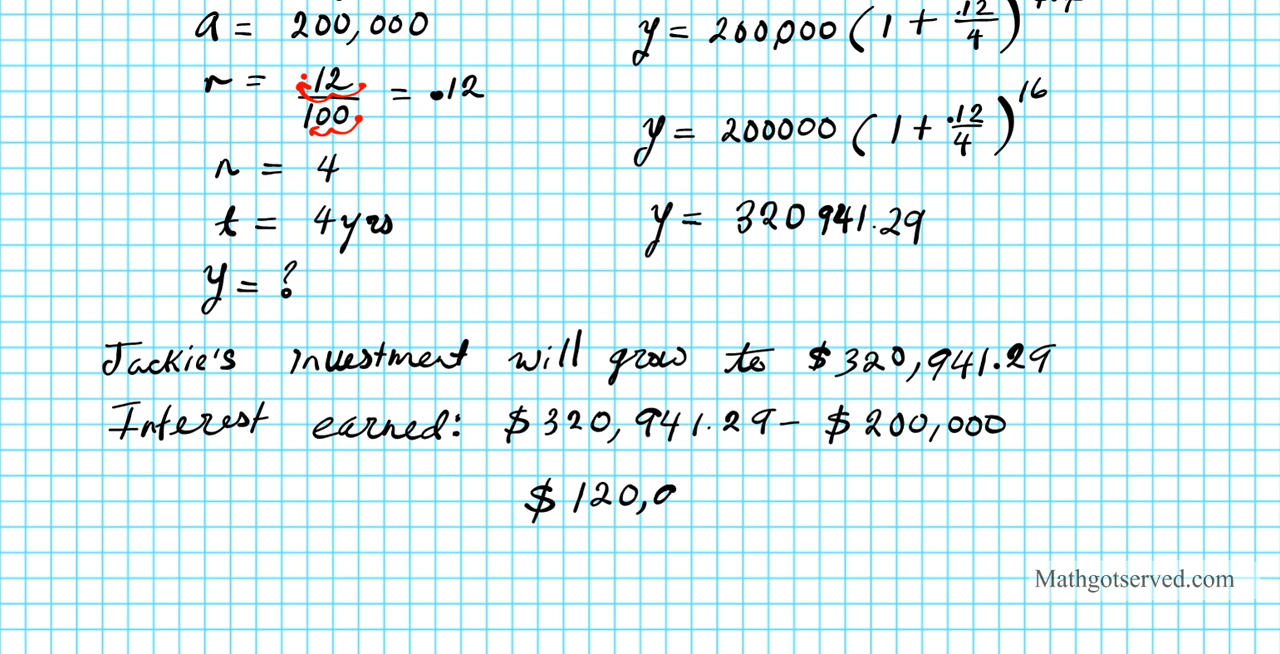 a = 200,000
r = .12/100 = .12
n = 4
t = 4yrs
y = ?
y = 200,000 (1 + .12/4)
y = 200000 (1 + .12/4)^16
y = 320941.29
Jackie's investment will grow to $320,941.29
Interest earned: $320,941.29 - $200,000
$120,0
Mathgotserved.com